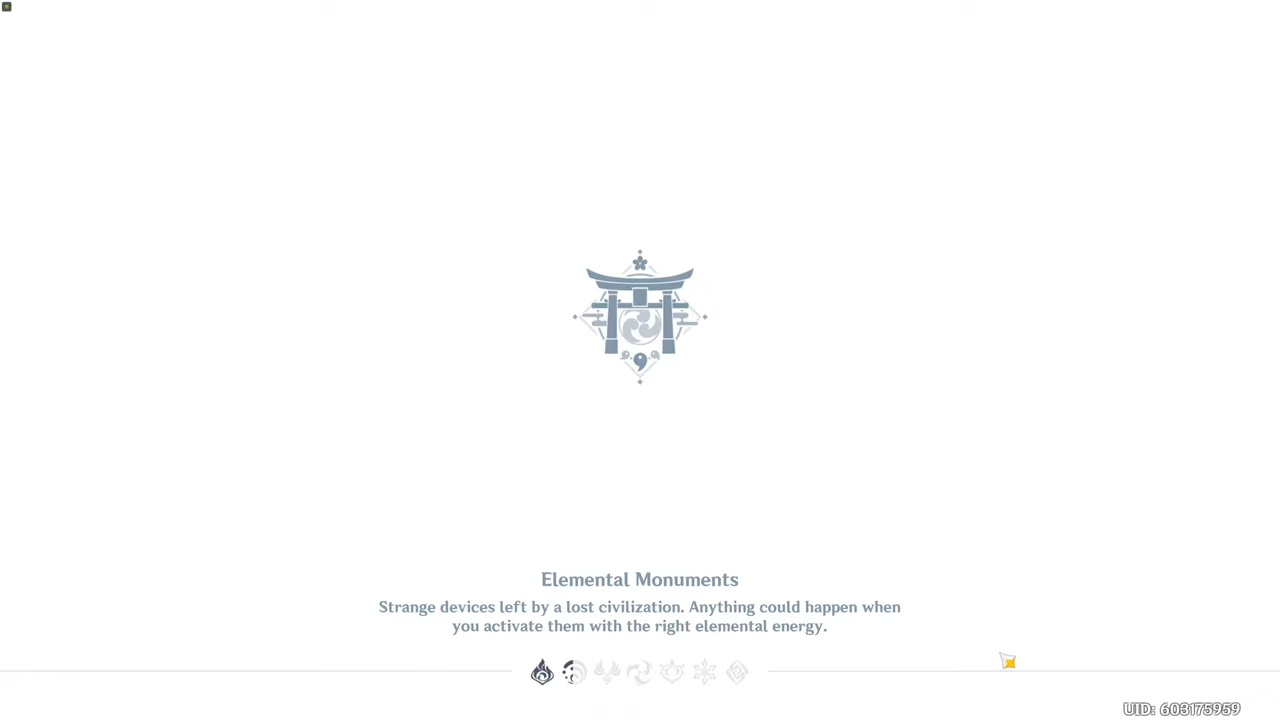 Elemental Monuments
Strange devices left by a lost civilization. Anything could happen when
you activate them with the right elemental energy.
UID: 603175959